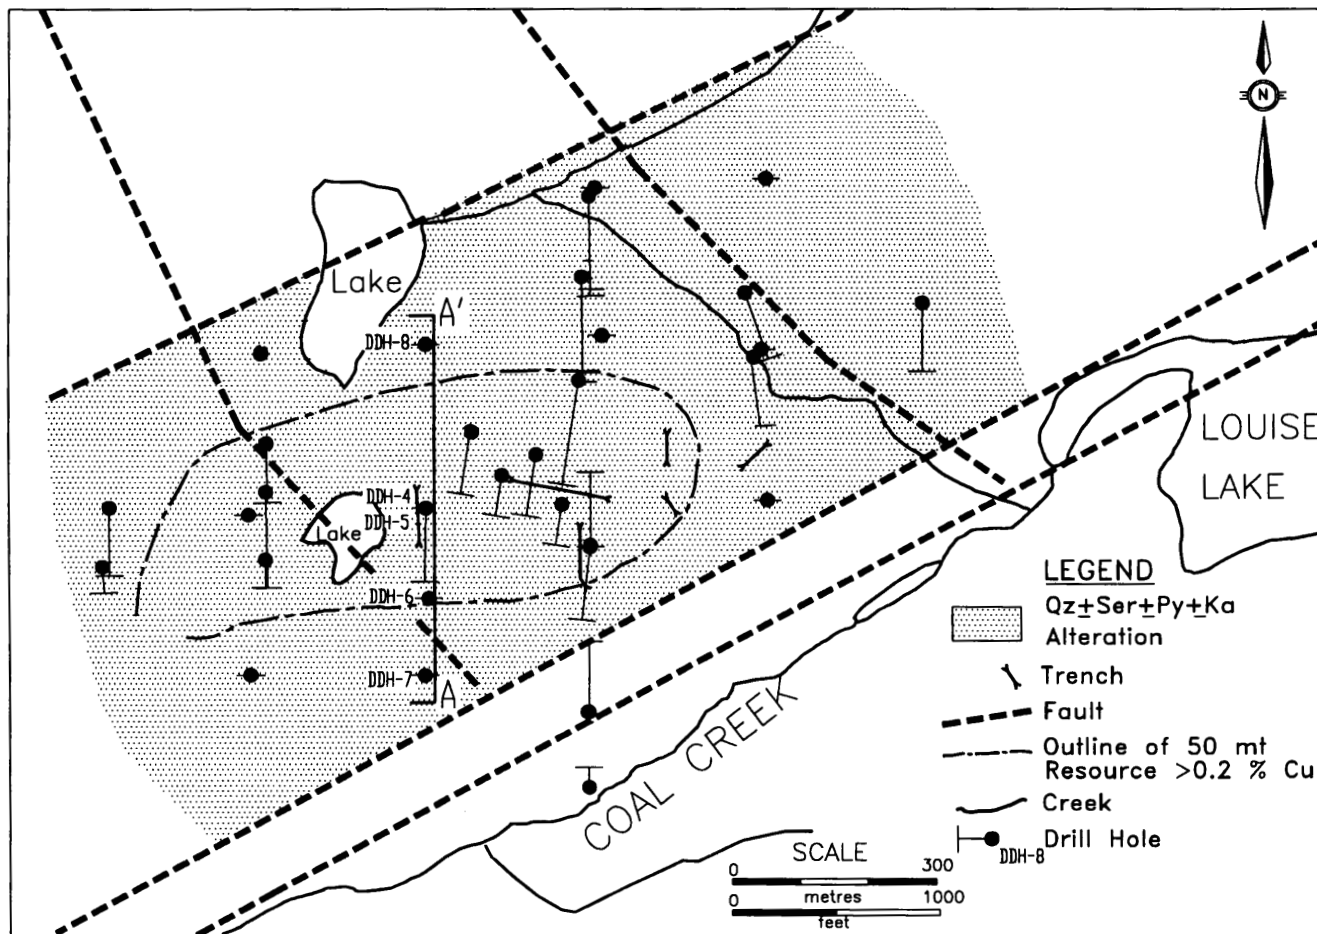 N
Lake
A'
DDH-8
LOUISE
LAKE
DDH-4
DDH-5
Lake
DDH-6
DDH-7
A
COAL CREEK
LEGEND
Qz±Ser±Py±Ka
Alteration
Trench
Fault
Outline of 50 mt
Resource >0.2 % Cu
Creek
DDH-8 Drill Hole
SCALE
0 300
metres
0 1000
feet